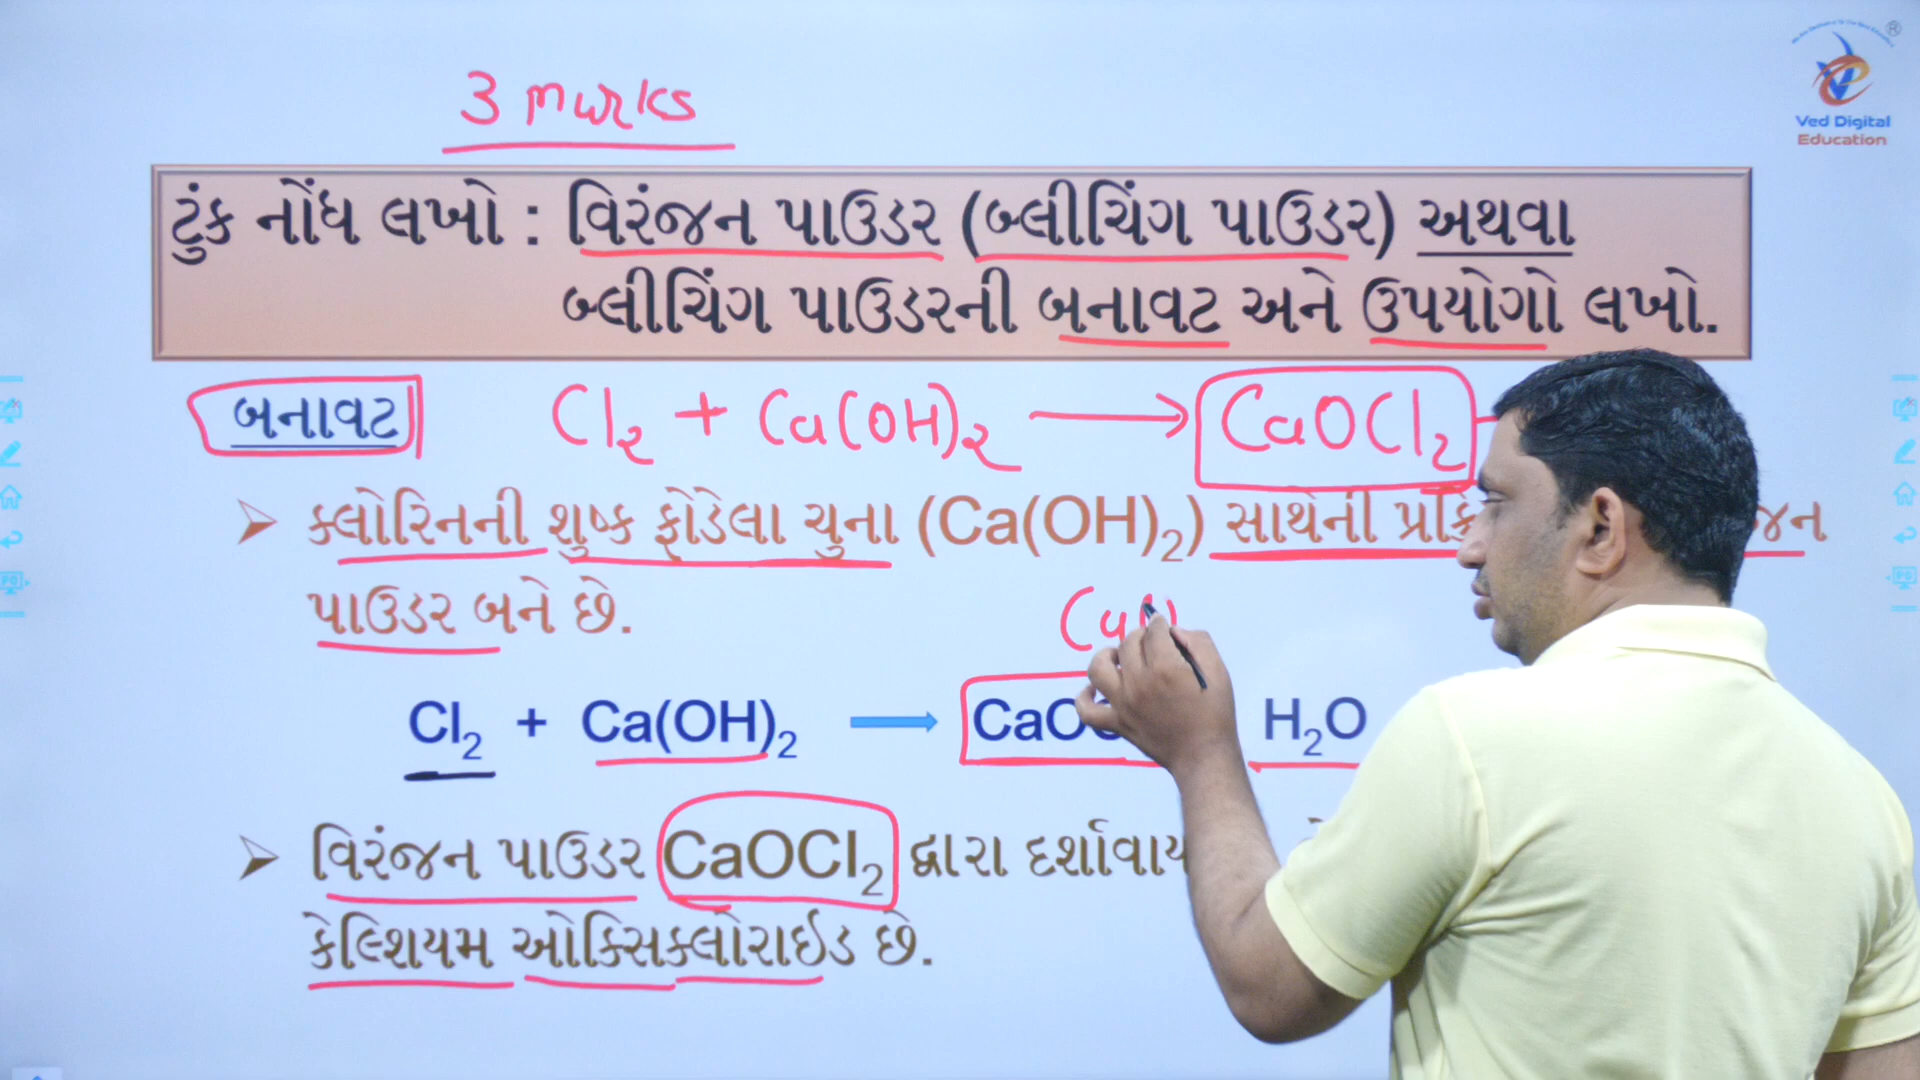 3 marks
Ved Digital
Education
ટુંક નોંધ લખો : વિરંજન પાઉડર (બ્લીચિંગ પાઉડર) અથવા
બ્લીચિંગ પાઉડરની બનાવટ અને ઉપયોગો લખો.
બનાવટ Cl₂ + Ca(OH)₂ → CaOCl₂
ક્લોરિનની શુષ્ક ફોડેલા ચુના (Ca(OH)₂) સાથેની
પાઉડર બને છે.
Cl₂ + Ca(OH)₂ → H₂O
વિરંજન પાઉડર CaOCl₂ દ્વારા
કેલ્શિયમ ઓક્સિક્લોરાઇડ છે.